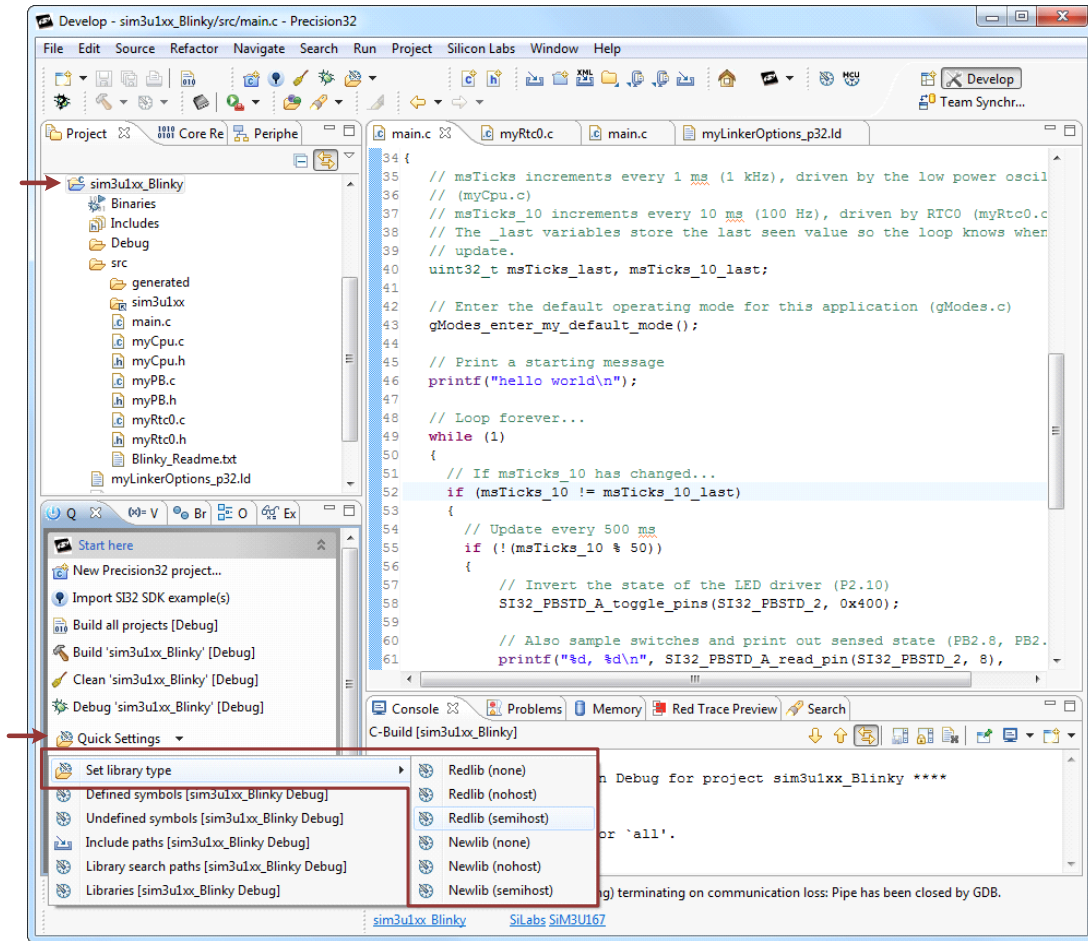 Develop - sim3u1xx_Blinky/src/main.c - Precision32
File Edit Source Refactor Navigate Search Run Project Silicon Labs Window Help
Develop
Team Synchr...
Project
Core Re
Periphe
main.c
myRtc0.c
main.c
myLinkerOptions_p32.ld
sim3u1xx_Blinky
Binaries
Includes
Debug
src
generated
sim3u1xx
main.c
myCpu.c
myCpu.h
myPB.c
myPB.h
myRtc0.c
myRtc0.h
Blinky_Readme.txt
myLinkerOptions_p32.ld
34 {
35 // msTicks increments every 1 ms (1 kHz), driven by the low power oscil
36 // (myCpu.c)
37 // msTicks_10 increments every 10 ms (100 Hz), driven by RTC0 (myRtc0.c
38 // The _last variables store the last seen value so the loop knows when
39 // update.
40 uint32_t msTicks_last, msTicks_10_last;
41
42 // Enter the default operating mode for this application (gModes.c)
43 gModes_enter_my_default_mode();
44
45 // Print a starting message
46 printf("hello world\n");
47
48 // Loop forever...
49 while (1)
50 {
51 // If msTicks_10 has changed...
52 if (msTicks_10 != msTicks_10_last)
53 {
54 // Update every 500 ms
55 if (!(msTicks_10 % 50))
56 {
57 // Invert the state of the LED driver (P2.10)
58 SI32_PBSTD_A_toggle_pins(SI32_PBSTD_2, 0x400);
59
60 // Also sample switches and print out sensed state (PB2.8, PB2.
61 printf("%d, %d\n", SI32_PBSTD_A_read_pin(SI32_PBSTD_2, 8),
Q
(x)= V
Br
O
Ex
Start here
New Precision32 project...
Import SI32 SDK example(s)
Build all projects [Debug]
Build 'sim3u1xx_Blinky' [Debug]
Clean 'sim3u1xx_Blinky' [Debug]
Debug 'sim3u1xx_Blinky' [Debug]
Quick Settings
Set library type
Defined symbols [sim3u1xx_Blinky Debug]
Undefined symbols [sim3u1xx_Blinky Debug]
Include paths [sim3u1xx_Blinky Debug]
Library search paths [sim3u1xx_Blinky Debug]
Libraries [sim3u1xx_Blinky Debug]
Redlib (none)
Redlib (nohost)
Redlib (semihost)
Newlib (none)
Newlib (nohost)
Newlib (semihost)
Console
Problems
Memory
Red Trace Preview
Search
C-Build [sim3u1xx_Blinky]
n Debug for project sim3u1xx_Blinky ****
or `all'.
ng) terminating on communication loss: Pipe has been closed by GDB.
sim3u1xx Blinky
SiLabs SiM3U167